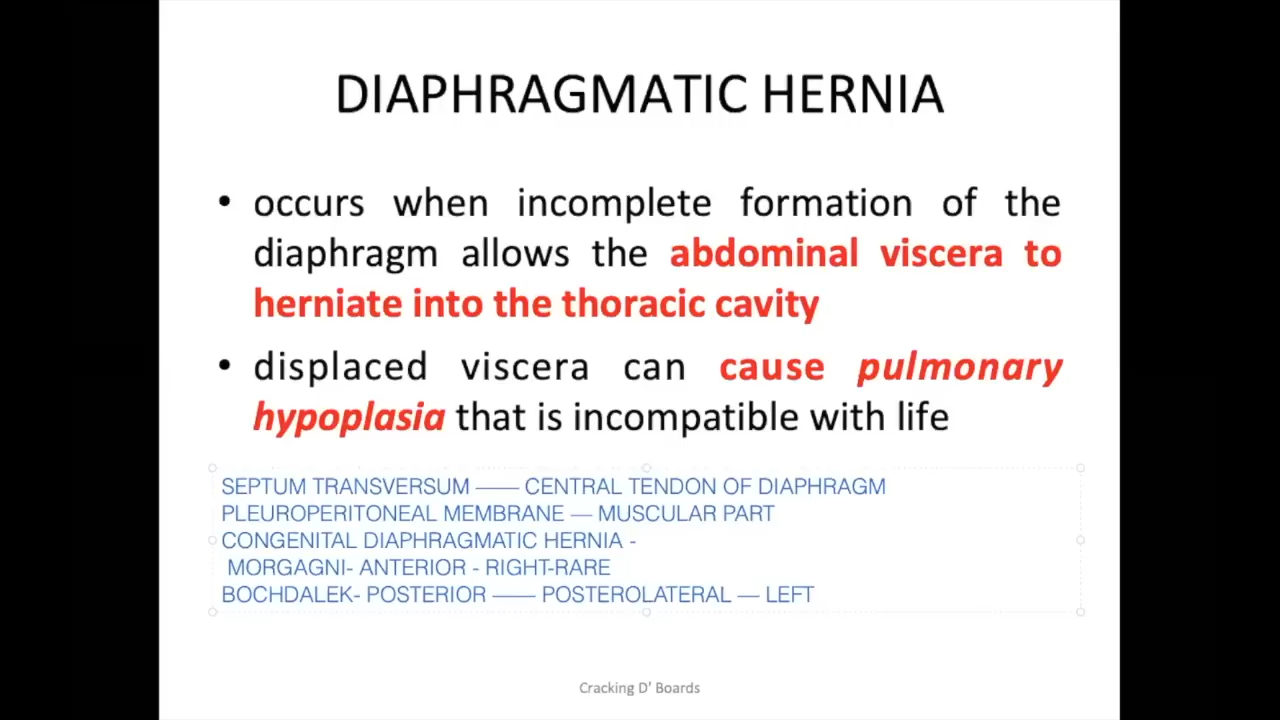 DIAPHRAGMATIC HERNIA
• occurs when incomplete formation of the
diaphragm allows the abdominal viscera to
herniate into the thoracic cavity
• displaced viscera can cause pulmonary
hypoplasia that is incompatible with life
SEPTUM TRANSVERSUM —— CENTRAL TENDON OF DIAPHRAGM
PLEUROPERITONEAL MEMBRANE — MUSCULAR PART
CONGENITAL DIAPHRAGMATIC HERNIA -
MORGAGNI- ANTERIOR - RIGHT-RARE
BOCHDALEK- POSTERIOR —— POSTEROLATERAL — LEFT
Cracking D' Boards